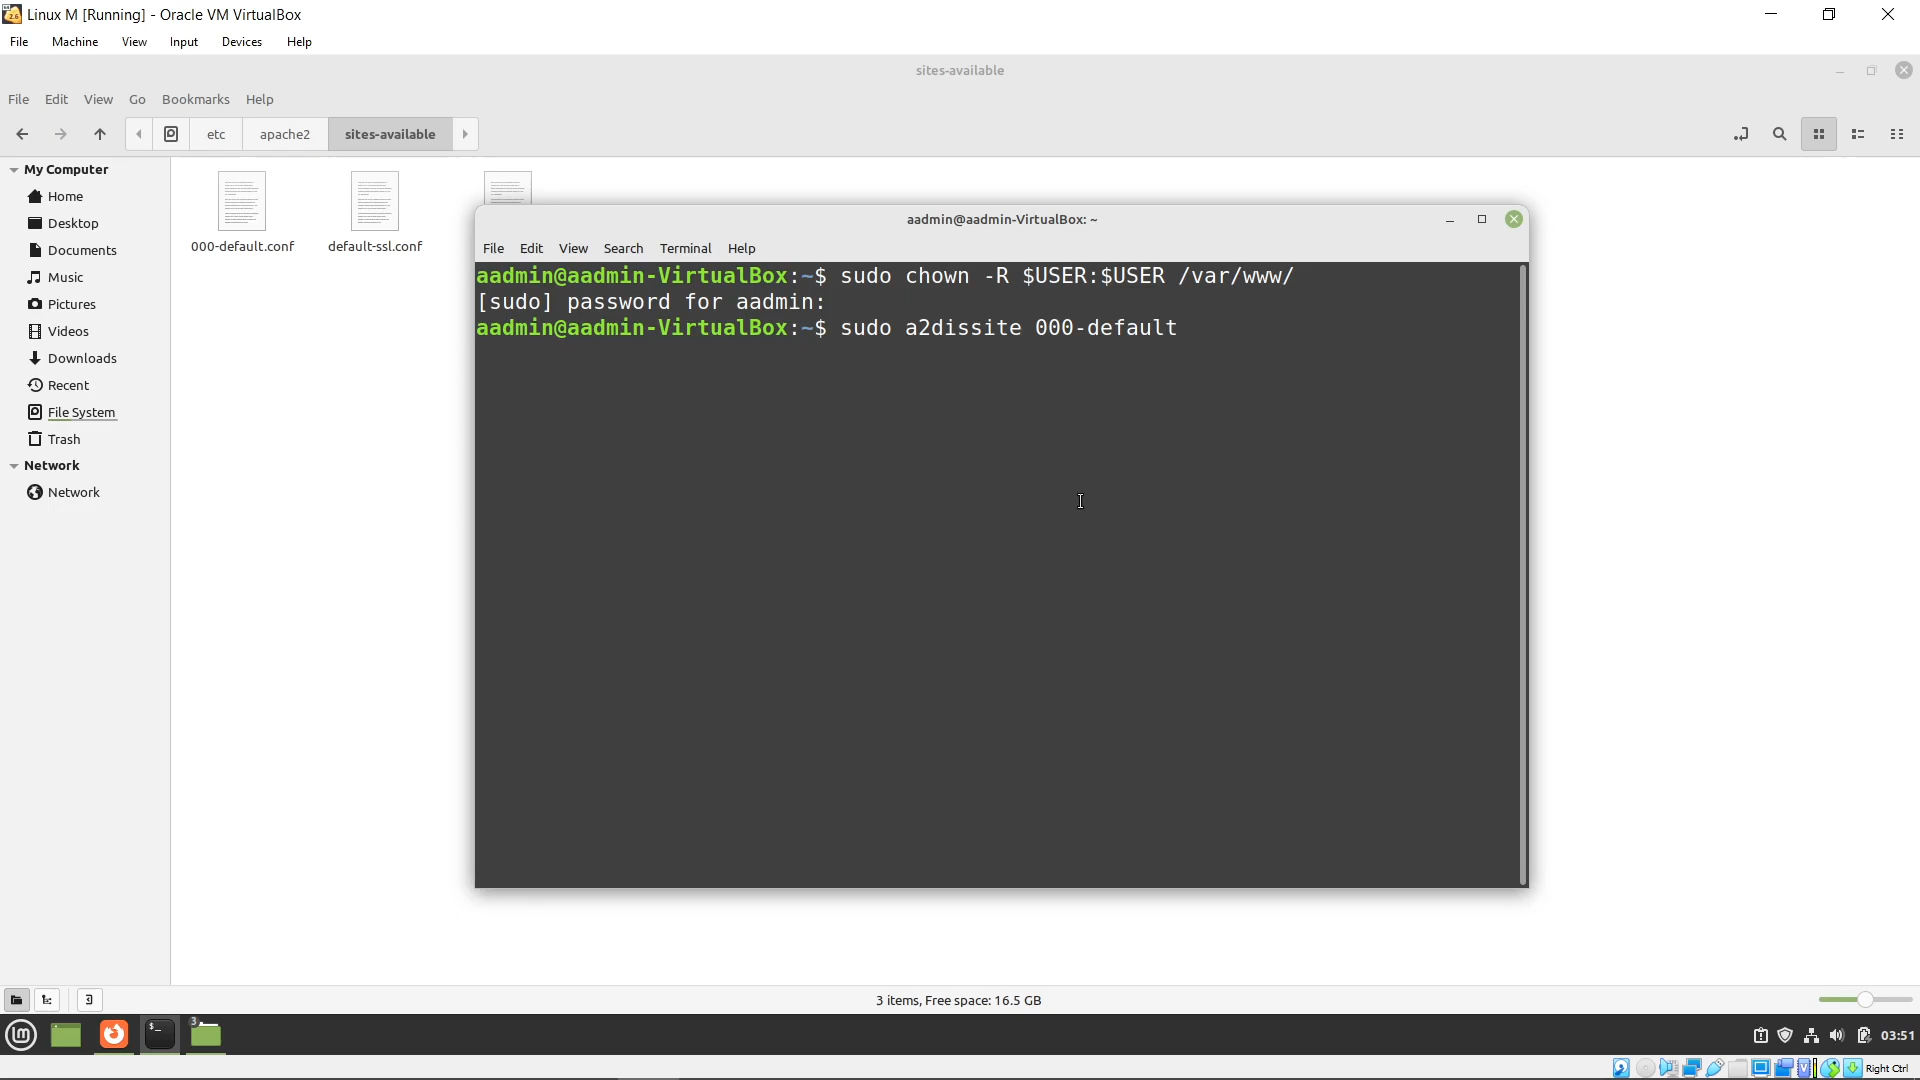 Linux M [Running] - Oracle VM VirtualBox
File Machine View Input Devices Help
sites-available
File Edit View Go Bookmarks Help
etc apache2 sites-available
My Computer
Home
Desktop
Documents
Music
Pictures
Videos
Downloads
Recent
File System
Trash
Network
Network
000-default.conf default-ssl.conf
aadmin@aadmin-VirtualBox: ~
File Edit View Search Terminal Help
aadmin@aadmin-VirtualBox:~$ sudo chown -R $USER:$USER /var/www/
[sudo] password for aadmin:
aadmin@aadmin-VirtualBox:~$ sudo a2dissite 000-default
3 items, Free space: 16.5 GB
3
03:51
Right Ctrl